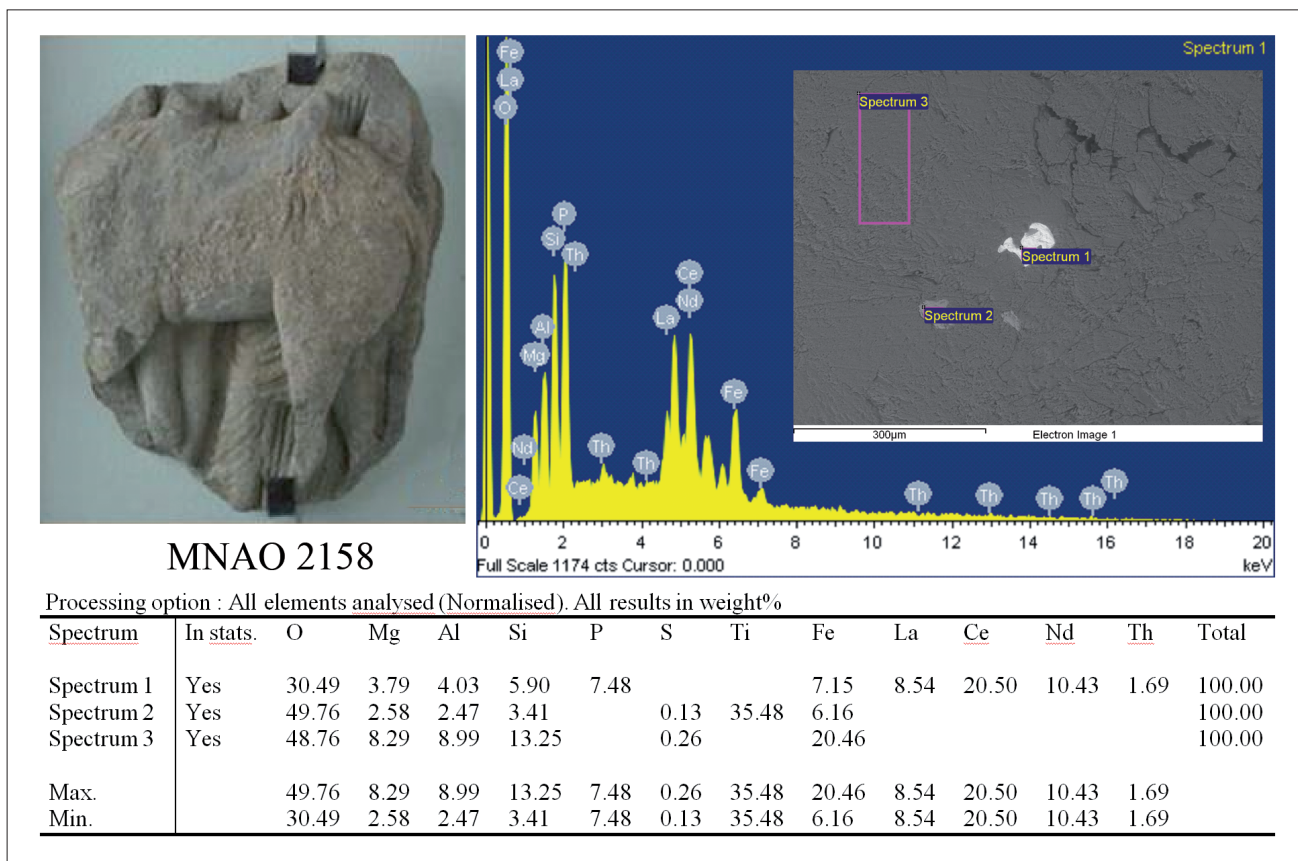 Spectrum 1
Fe
La
O
P
Si
Th
Al
Mg
Nd
Ce
Th
Th
La
Ce
Nd
Fe
Fe
Th
Th
Th
Th
Th
Spectrum 3
Spectrum 1
Spectrum 2
300µm Electron Image 1
0 2 4 6 8 10 12 14 16 18 20
Full Scale 1174 cts Cursor: 0.000 keV
MNAO 2158
Processing option : All elements analysed (Normalised). All results in weight%
Spectrum In stats. O Mg Al Si P S Ti Fe La Ce Nd Th Total
Spectrum 1 Yes 30.49 3.79 4.03 5.90 7.48 7.15 8.54 20.50 10.43 1.69 100.00
Spectrum 2 Yes 49.76 2.58 2.47 3.41 0.13 35.48 6.16 100.00
Spectrum 3 Yes 48.76 8.29 8.99 13.25 0.26 20.46 100.00
Max. 49.76 8.29 8.99 13.25 7.48 0.26 35.48 20.46 8.54 20.50 10.43 1.69
Min. 30.49 2.58 2.47 3.41 7.48 0.13 35.48 6.16 8.54 20.50 10.43 1.69